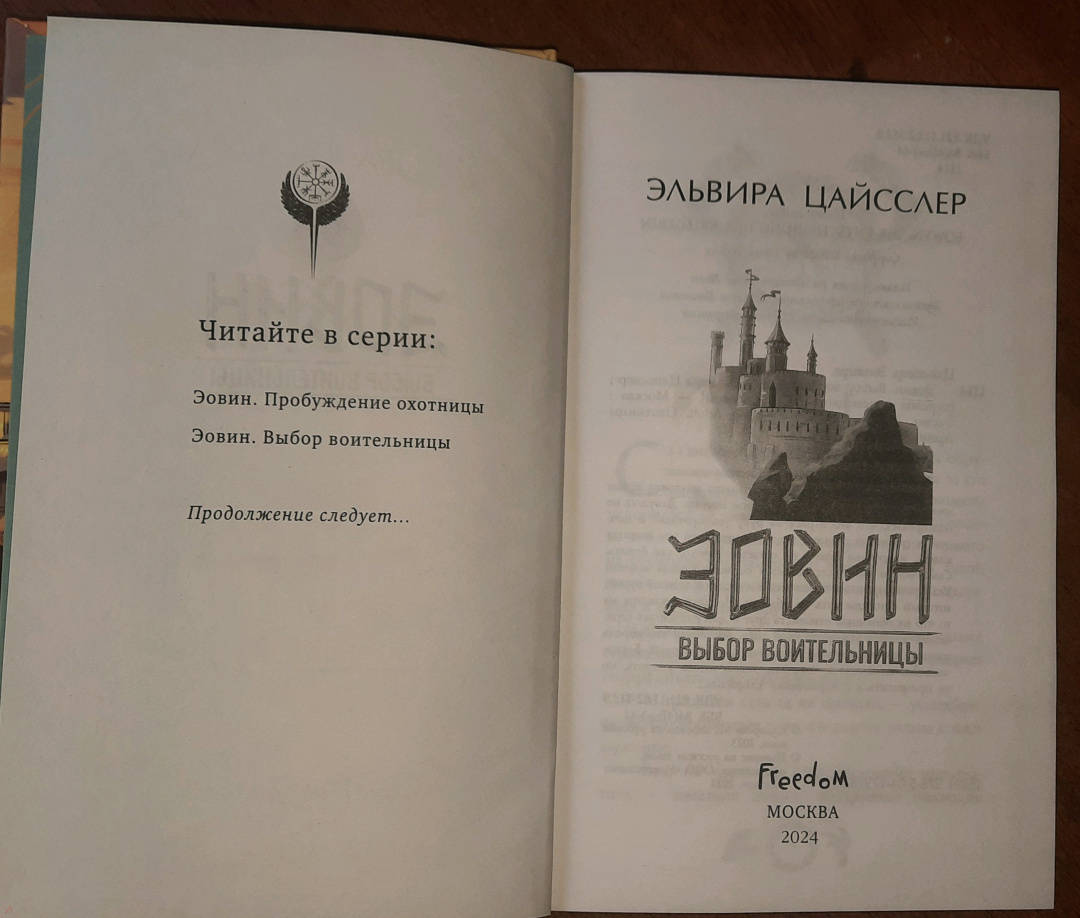 Читайте в серии:
Эовин. Пробуждение охотницы
Эовин. Выбор воительницы
Продолжение следует...
ЭЛЬВИРА ЦАЙССЛЕР
ЭОВИН
ВЫБОР ВОИТЕЛЬНИЦЫ
Freedom
МОСКВА
2024